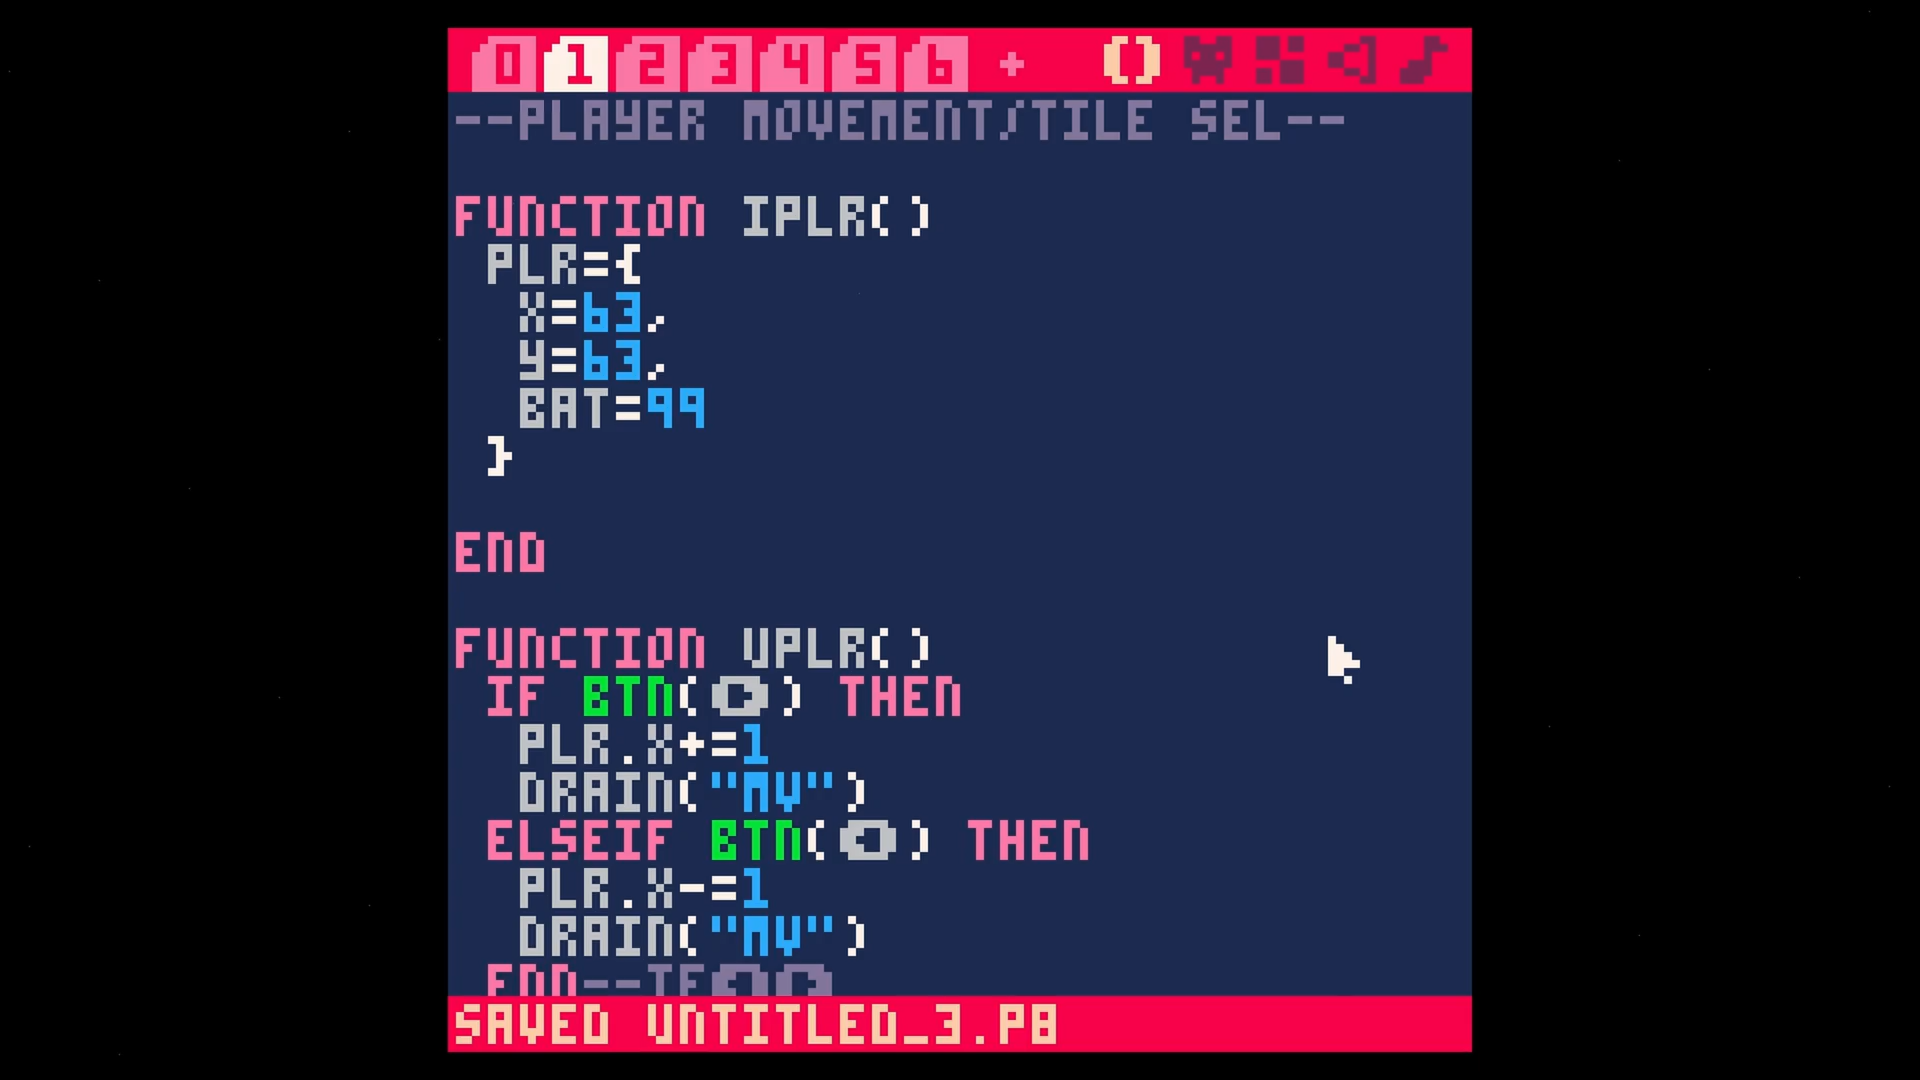 0 1 2 3 4 5 6 + ()
--PLAYER MOVEMENT/TILE SEL--
FUNCTION IPLR()
PLR={
X=63,
Y=63,
BAT=99
}
END
FUNCTION UPLR()
IF BTN(➡️) THEN
PLR.X+=1
DRAIN("MV")
ELSEIF BTN(⬅️) THEN
PLR.X-=1
DRAIN("MV")
END--IF⬅️➡️
SAVED UNTITLED_3.P8